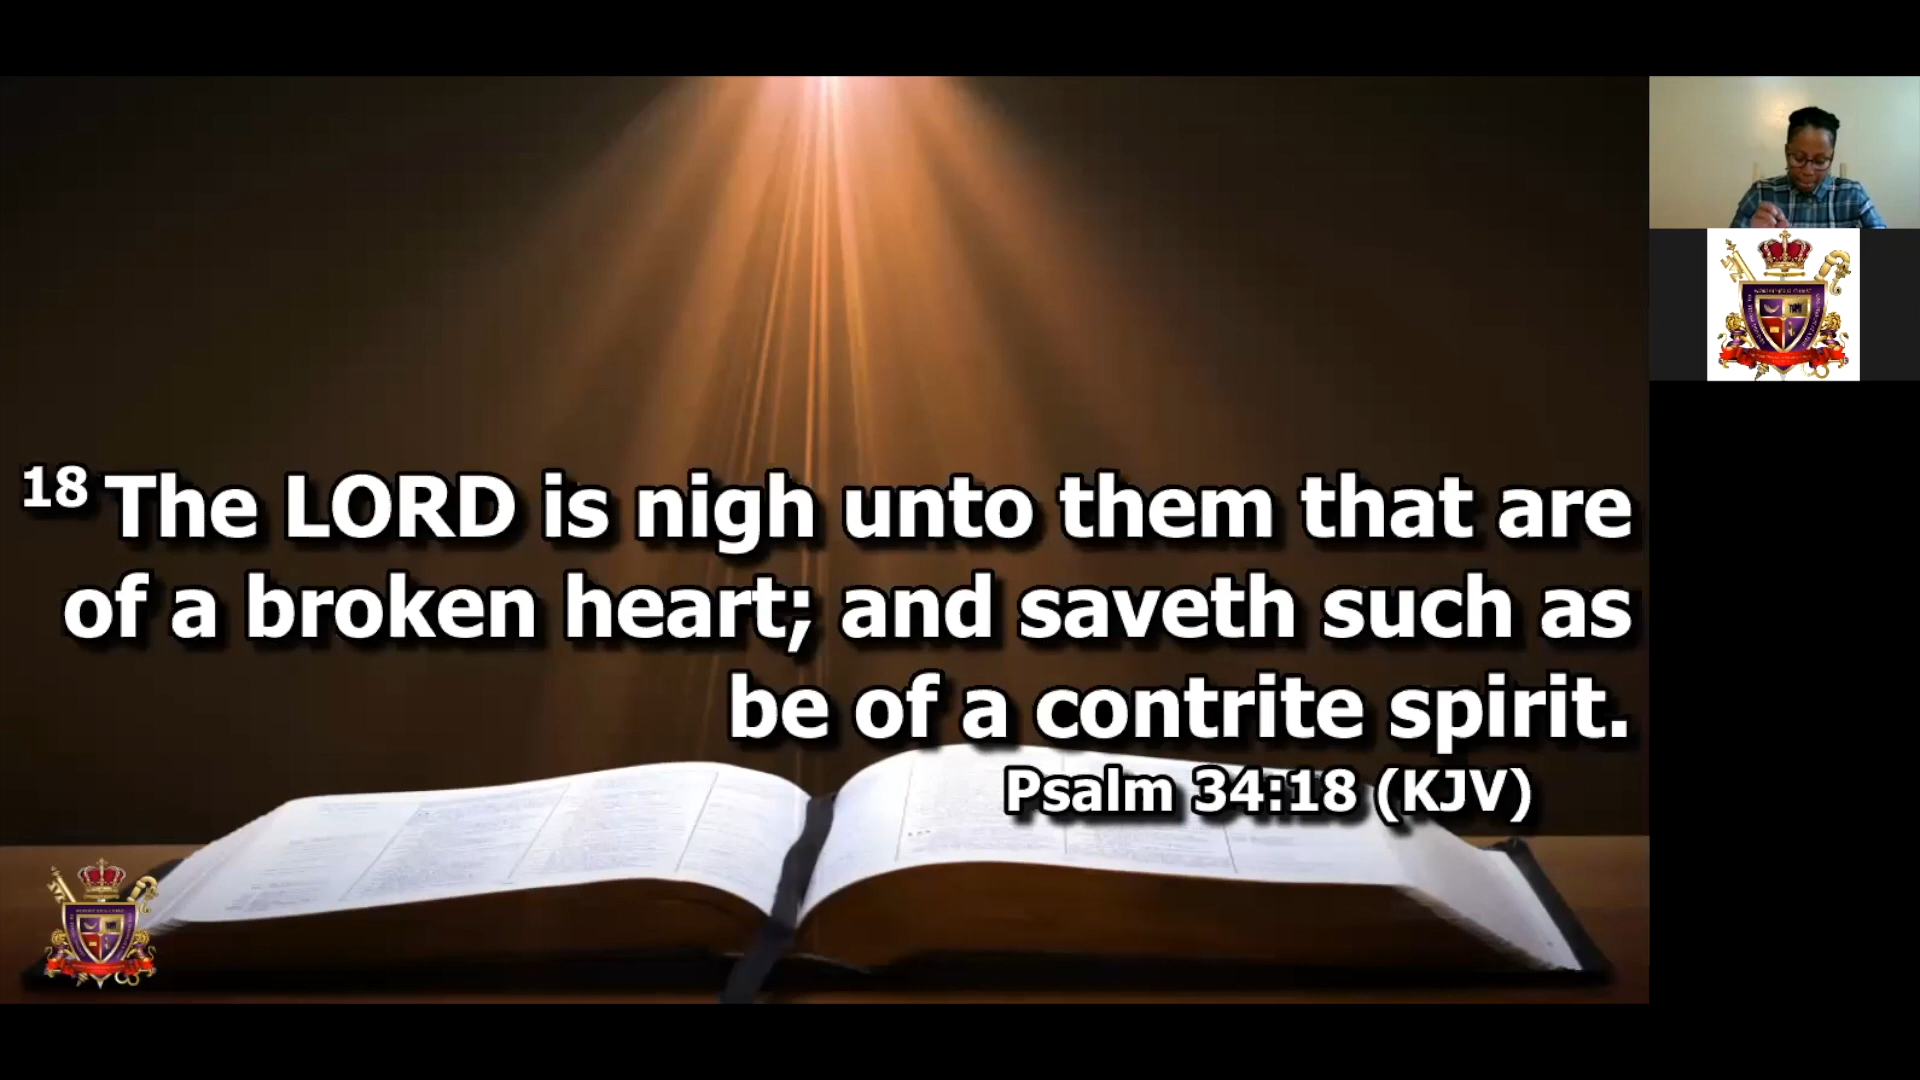 18 The LORD is nigh unto them that are
of a broken heart; and saveth such as
be of a contrite spirit.
Psalm 34:18 (KJV)